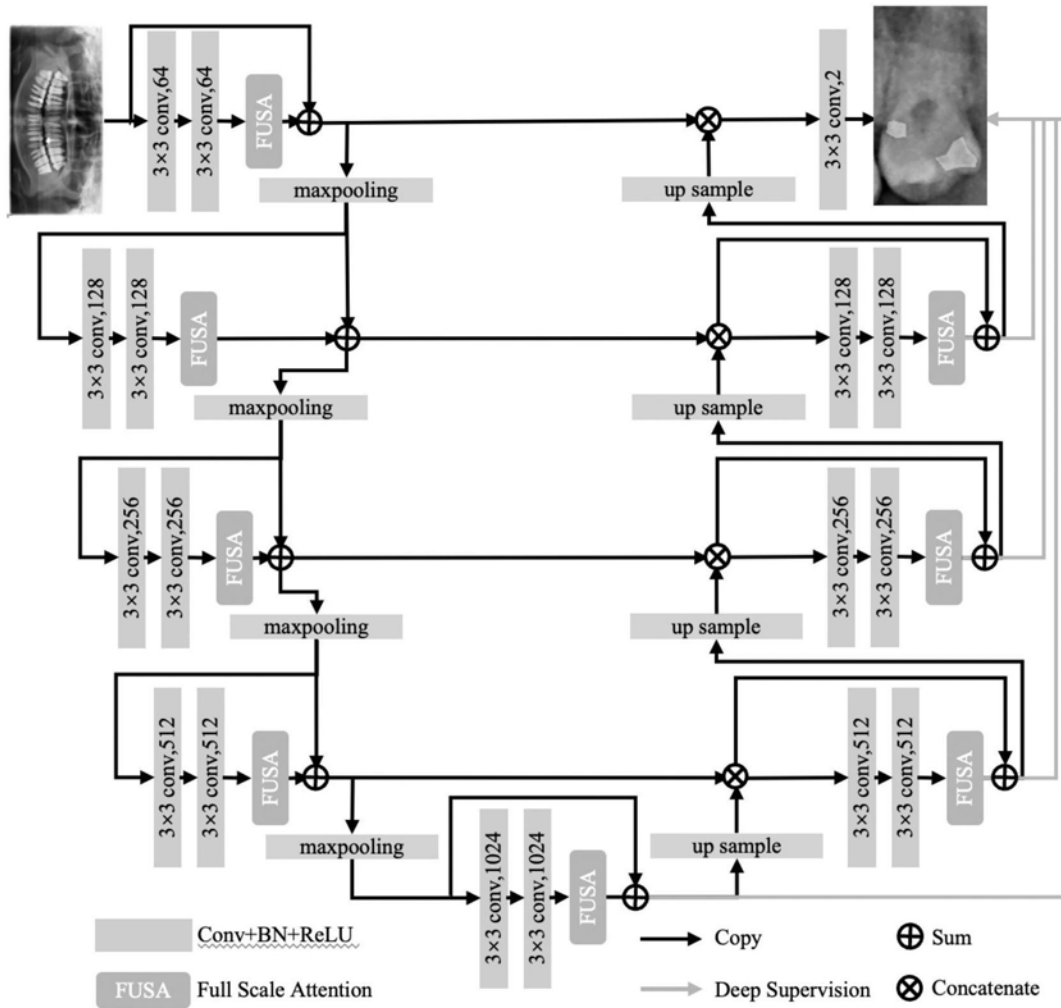 3×3 conv,64
3×3 conv,64
FUSA
3×3 conv,2
maxpooling
up sample
3×3 conv,128
3×3 conv,128
FUSA
3×3 conv,128
3×3 conv,128
FUSA
maxpooling
up sample
3×3 conv,256
3×3 conv,256
FUSA
3×3 conv,256
3×3 conv,256
FUSA
maxpooling
up sample
3×3 conv,512
3×3 conv,512
FUSA
3×3 conv,512
3×3 conv,512
FUSA
maxpooling
up sample
3×3 conv,1024
3×3 conv,1024
FUSA
Conv+BN+ReLU
Copy
Sum
FUSA
Full Scale Attention
Deep Supervision
Concatenate